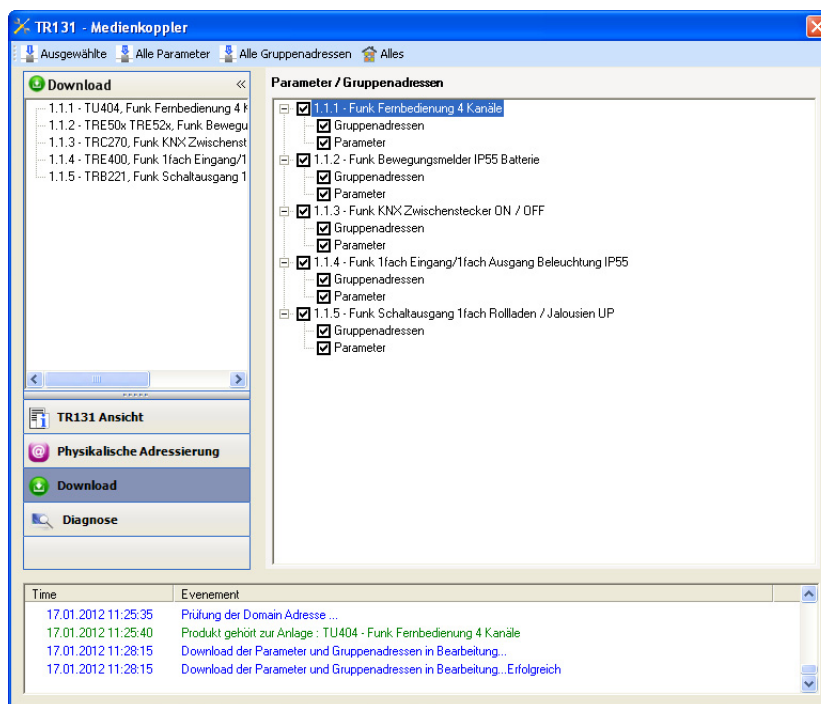 TR131 - Medienkoppler
Ausgewählte Alle Parameter Alle Gruppenadressen Alles
Download «
1.1.1 - TU404, Funk Fernbedienung 4 K
1.1.2 - TRE50x TRE52x, Funk Bewegu
1.1.3 - TRC270, Funk KNX Zwischenst
1.1.4 - TRE400, Funk 1fach Eingang/1
1.1.5 - TRB221, Funk Schaltausgang 1
TR131 Ansicht
Physikalische Adressierung
Download
Diagnose
Parameter / Gruppenadressen
1.1.1 - Funk Fernbedienung 4 Kanäle
Gruppenadressen
Parameter
1.1.2 - Funk Bewegungsmelder IP55 Batterie
Gruppenadressen
Parameter
1.1.3 - Funk KNX Zwischenstecker ON / OFF
Gruppenadressen
Parameter
1.1.4 - Funk 1fach Eingang/1fach Ausgang Beleuchtung IP55
Gruppenadressen
Parameter
1.1.5 - Funk Schaltausgang 1fach Rollladen / Jalousien UP
Gruppenadressen
Parameter
Time Evenement
17.01.2012 11:25:35 Prüfung der Domain Adresse ...
17.01.2012 11:25:40 Produkt gehört zur Anlage : TU404 - Funk Fernbedienung 4 Kanäle
17.01.2012 11:28:15 Download der Parameter und Gruppenadressen in Bearbeitung...
17.01.2012 11:28:15 Download der Parameter und Gruppenadressen in Bearbeitung...Erfolgreich